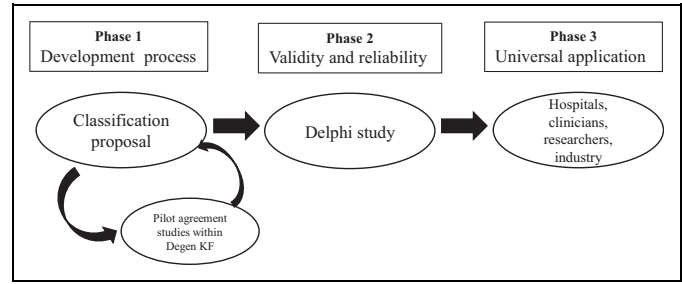 Phase 1
Development process
Phase 2
Validity and reliability
Phase 3
Universal application
Classification
proposal
Delphi study
Hospitals,
clinicians,
researchers,
industry
Pilot agreement
studies within
Degen KF